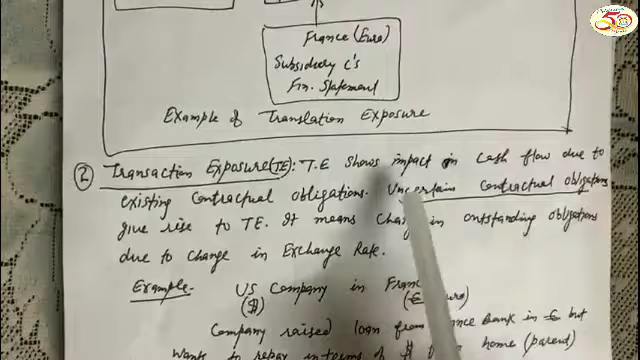 France (Euro)
Subsidiary C's
Fin. Statement
Example of Translation Exposure
② Transaction Exposure (TE): T.E shows impact in cash flow due to
existing contractual obligations. Uncertain contractual obligations
give rise to TE. It means Change in outstanding obligations
due to change in Exchange Rate.
Example - US Company in France
($)
Company raised loan from bank in € but
wants to repay in terms of $ home (parent)
50